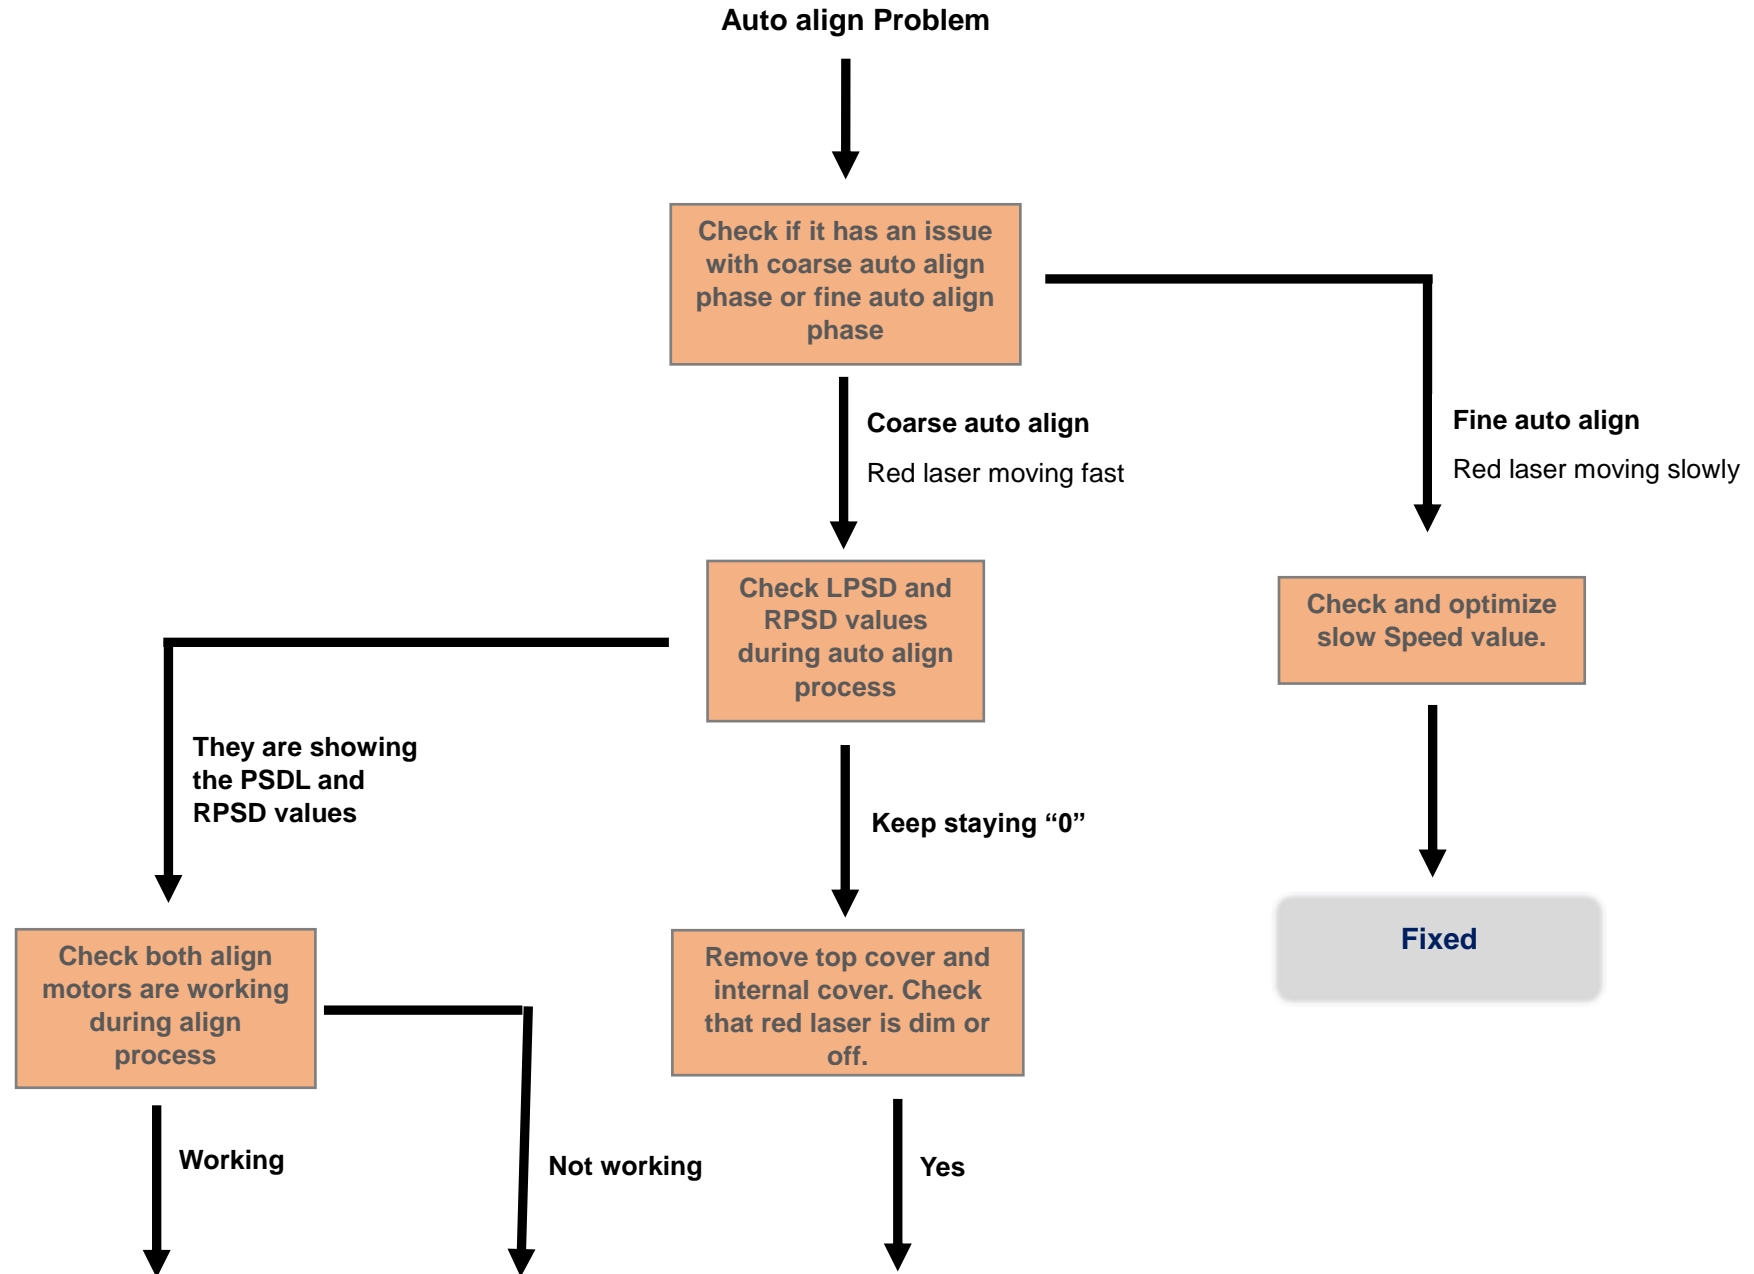 Auto align Problem
Check if it has an issue
with coarse auto align
phase or fine auto align
phase
Coarse auto align
Red laser moving fast
Fine auto align
Red laser moving slowly
Check LPSD and
RPSD values
during auto align
process
Check and optimize
slow Speed value.
They are showing
the PSDL and
RPSD values
Keep staying “0”
Fixed
Check both align
motors are working
during align
process
Remove top cover and
internal cover. Check
that red laser is dim or
off.
Working
Not working
Yes